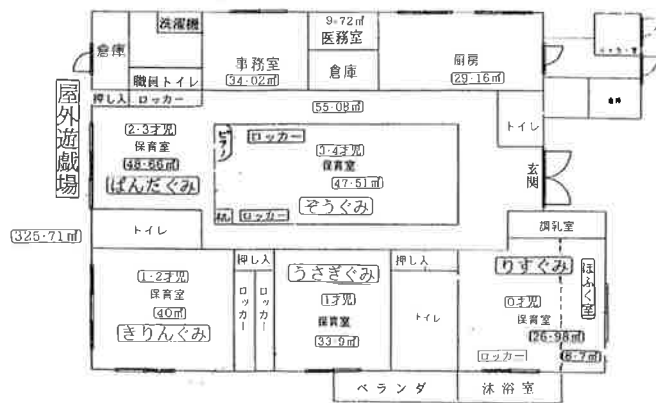 洗濯機
倉庫
職員トイレ
事務室
34.02㎡
9.72㎡
医務室
倉庫
厨房
29.16㎡
倉庫
押し入
ロッカー
55.08㎡
トイレ
屋外遊戯場
325.71㎡
2・3才児
保育室
48.66㎡
ぱんだぐみ
ピアノ
ロッカー
3・4才児
保育室
47.51㎡
ぞうぐみ
ロッカー
玄関
トイレ
調乳室
1・2才児
保育室
40㎡
きりんぐみ
押し入
ロッカー
ロッカー
うさぎぐみ
1才児
保育室
33.9㎡
押し入
トイレ
りすぐみ
0才児
保育室
26.98㎡
ロッカー
ほふく室
6.7㎡
ベランダ
沐浴室